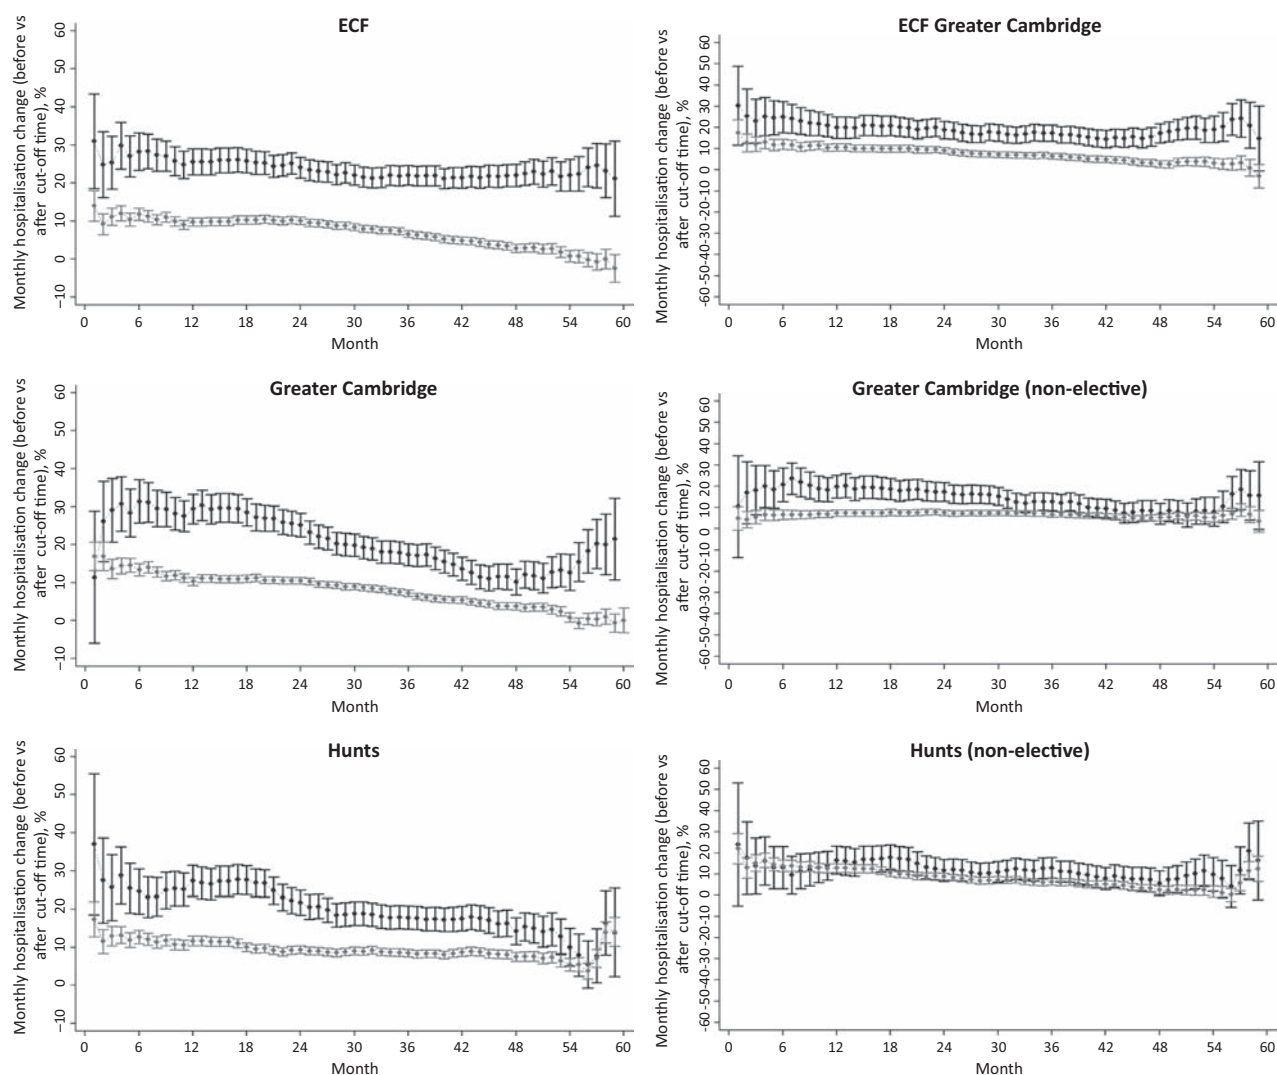 ECF
Monthly hospitalisation change (before vs
after cut-off time), %
60
50
40
30
20
10
0
–10
0 6 12 18 24 30 36 42 48 54 60
Month
ECF Greater Cambridge
Monthly hospitalisation change (before vs
after cut-off time), %
60
50
40
30
20
10
0
-10
-20
-30
-40
-50
-60
0 6 12 18 24 30 36 42 48 54 60
Month
Greater Cambridge
Monthly hospitalisation change (before vs
after cut-off time), %
60
50
40
30
20
10
0
–10
0 6 12 18 24 30 36 42 48 54 60
Month
Greater Cambridge (non-elective)
Monthly hospitalisation change (before vs
after cut-off time), %
60
50
40
30
20
10
0
-10
-20
-30
-40
-50
-60
0 6 12 18 24 30 36 42 48 54 60
Month
Hunts
Monthly hospitalisation change (before vs
after cut-off time), %
60
50
40
30
20
10
0
–10
0 6 12 18 24 30 36 42 48 54 60
Month
Hunts (non-elective)
Monthly hospitalisation change (before vs
after cut-off time), %
60
50
40
30
20
10
0
-10
-20
-30
-40
-50
-60
0 6 12 18 24 30 36 42 48 54 60
Month